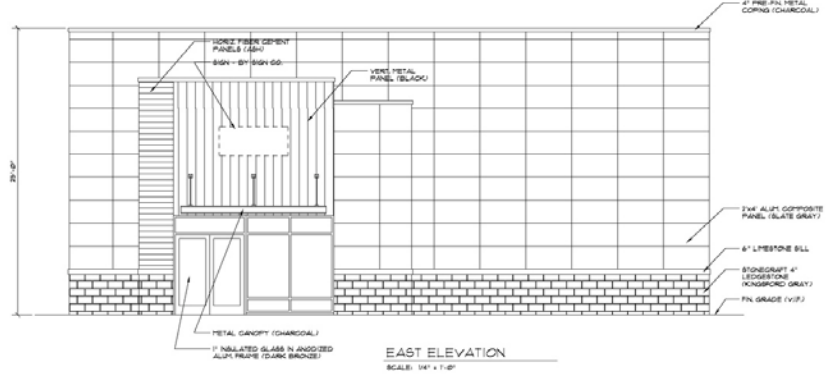 4" PRE-FIN. METAL
COPING (CHARCOAL)
HORIZ. FIBER CEMENT
PANELS (ASH)
SIGN - BY SIGN CO.
VERT. METAL
PANEL (BLACK)
2'x4' ALUM. COMPOSITE
PANEL (SLATE GRAY)
6" LIMESTONE SILL
STONECRAFT 4"
LEDGESTONE
(KINGSFORD GRAY)
FIN. GRADE (V.I.F.)
METAL CANOPY (CHARCOAL)
1" INSULATED GLASS IN ANODIZED
ALUM. FRAME (DARK BRONZE)
EAST ELEVATION
SCALE: 1/4" = 1'-0"